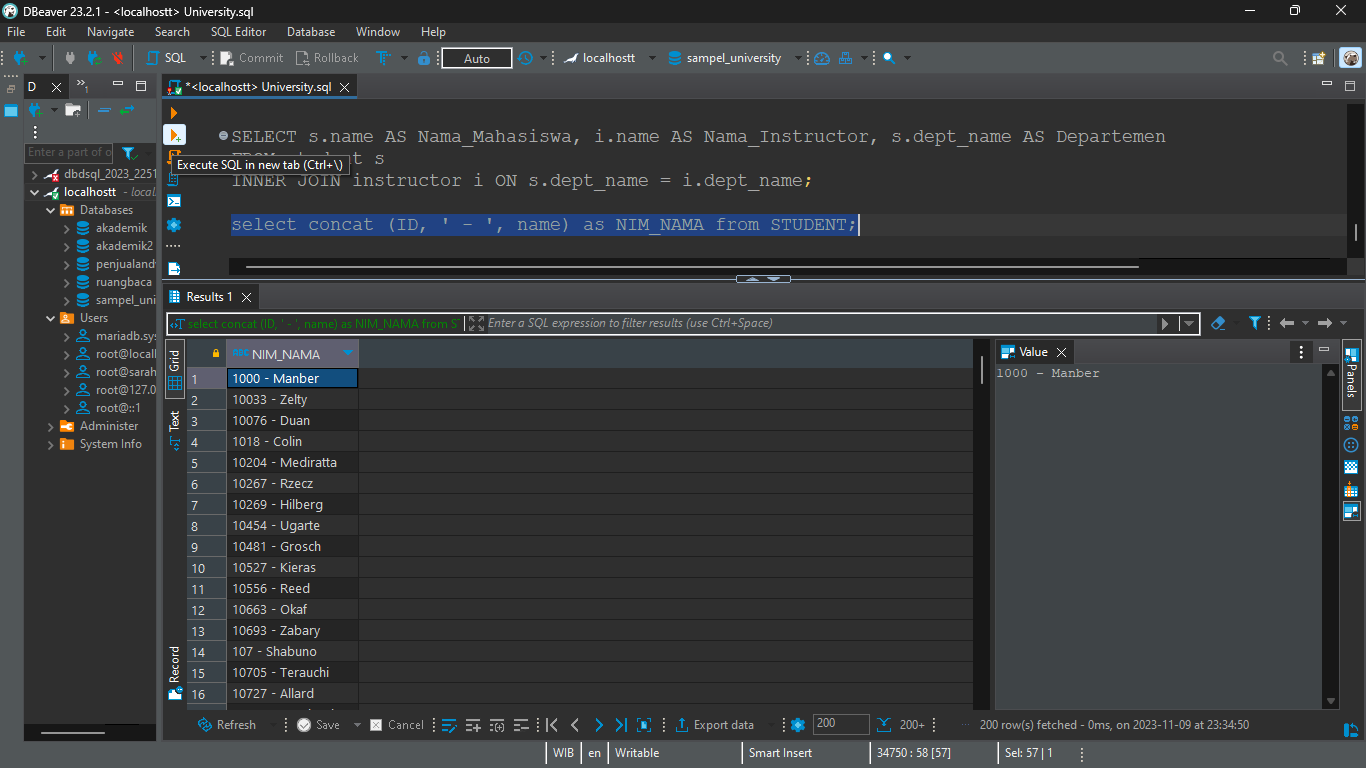 DBeaver 23.2.1 - <localhostt> University.sql
File Edit Navigate Search SQL Editor Database Window Help
SQL Commit Rollback Auto localhostt sampel_university
D »1 *<localhostt> University.sql
Enter a part of o
dbdsql_2023_2251
localhostt - local
Databases
akademik
akademik2
penjualand
ruangbaca
sampel_uni
Users
mariadb.sys
root@locall
root@sarah
root@127.0
root@::1
Administer
System Info
SELECT s.name AS Nama_Mahasiswa, i.name AS Nama_Instructor, s.dept_name AS Departemen
t s
Execute SQL in new tab (Ctrl+\)
INNER JOIN instructor i ON s.dept_name = i.dept_name;
select concat (ID, ' - ', name) as NIM_NAMA from STUDENT;
Results 1
select concat (ID, ' - ', name) as NIM_NAMA from S Enter a SQL expression to filter results (use Ctrl+Space)
Grid
Text
Record
NIM_NAMA
1 1000 - Manber
2 10033 - Zelty
3 10076 - Duan
4 1018 - Colin
5 10204 - Mediratta
6 10267 - Rzecz
7 10269 - Hilberg
8 10454 - Ugarte
9 10481 - Grosch
10 10527 - Kieras
11 10556 - Reed
12 10663 - Okaf
13 10693 - Zabary
14 107 - Shabuno
15 10705 - Terauchi
16 10727 - Allard
Value
1000 - Manber
Panels
Refresh Save Cancel Export data 200 200+ 200 row(s) fetched - 0ms, on 2023-11-09 at 23:34:50
WIB en Writable Smart Insert 34750 : 58 [57] Sel: 57 | 1